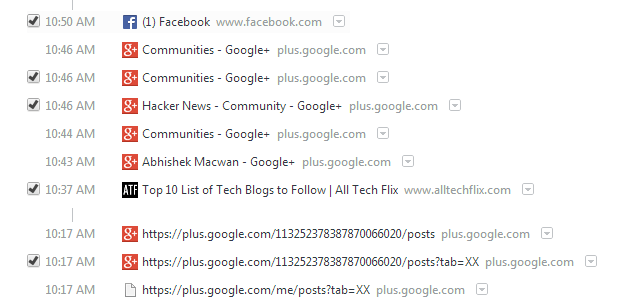 10:50 AM (1) Facebook www.facebook.com
10:46 AM Communities - Google+ plus.google.com
10:46 AM Communities - Google+ plus.google.com
10:46 AM Hacker News - Community - Google+ plus.google.com
10:44 AM Communities - Google+ plus.google.com
10:43 AM Abhishek Macwan - Google+ plus.google.com
10:37 AM ATF Top 10 List of Tech Blogs to Follow | All Tech Flix www.alltechflix.com
10:17 AM https://plus.google.com/113252378387870066020/posts plus.google.com
10:17 AM https://plus.google.com/113252378387870066020/posts?tab=XX plus.google.com
10:17 AM https://plus.google.com/me/posts?tab=XX plus.google.com